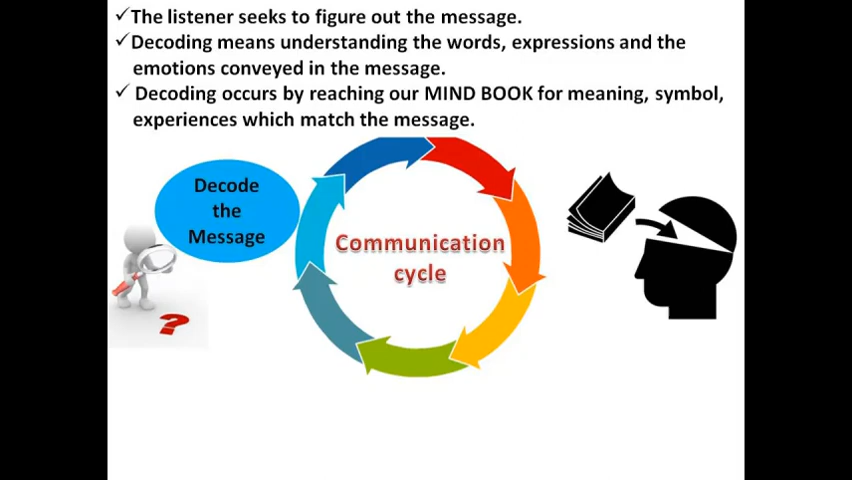 ✓The listener seeks to figure out the message.
✓Decoding means understanding the words, expressions and the
emotions conveyed in the message.
✓ Decoding occurs by reaching our MIND BOOK for meaning, symbol,
experiences which match the message.
Decode
the
Message
Communication
cycle
?